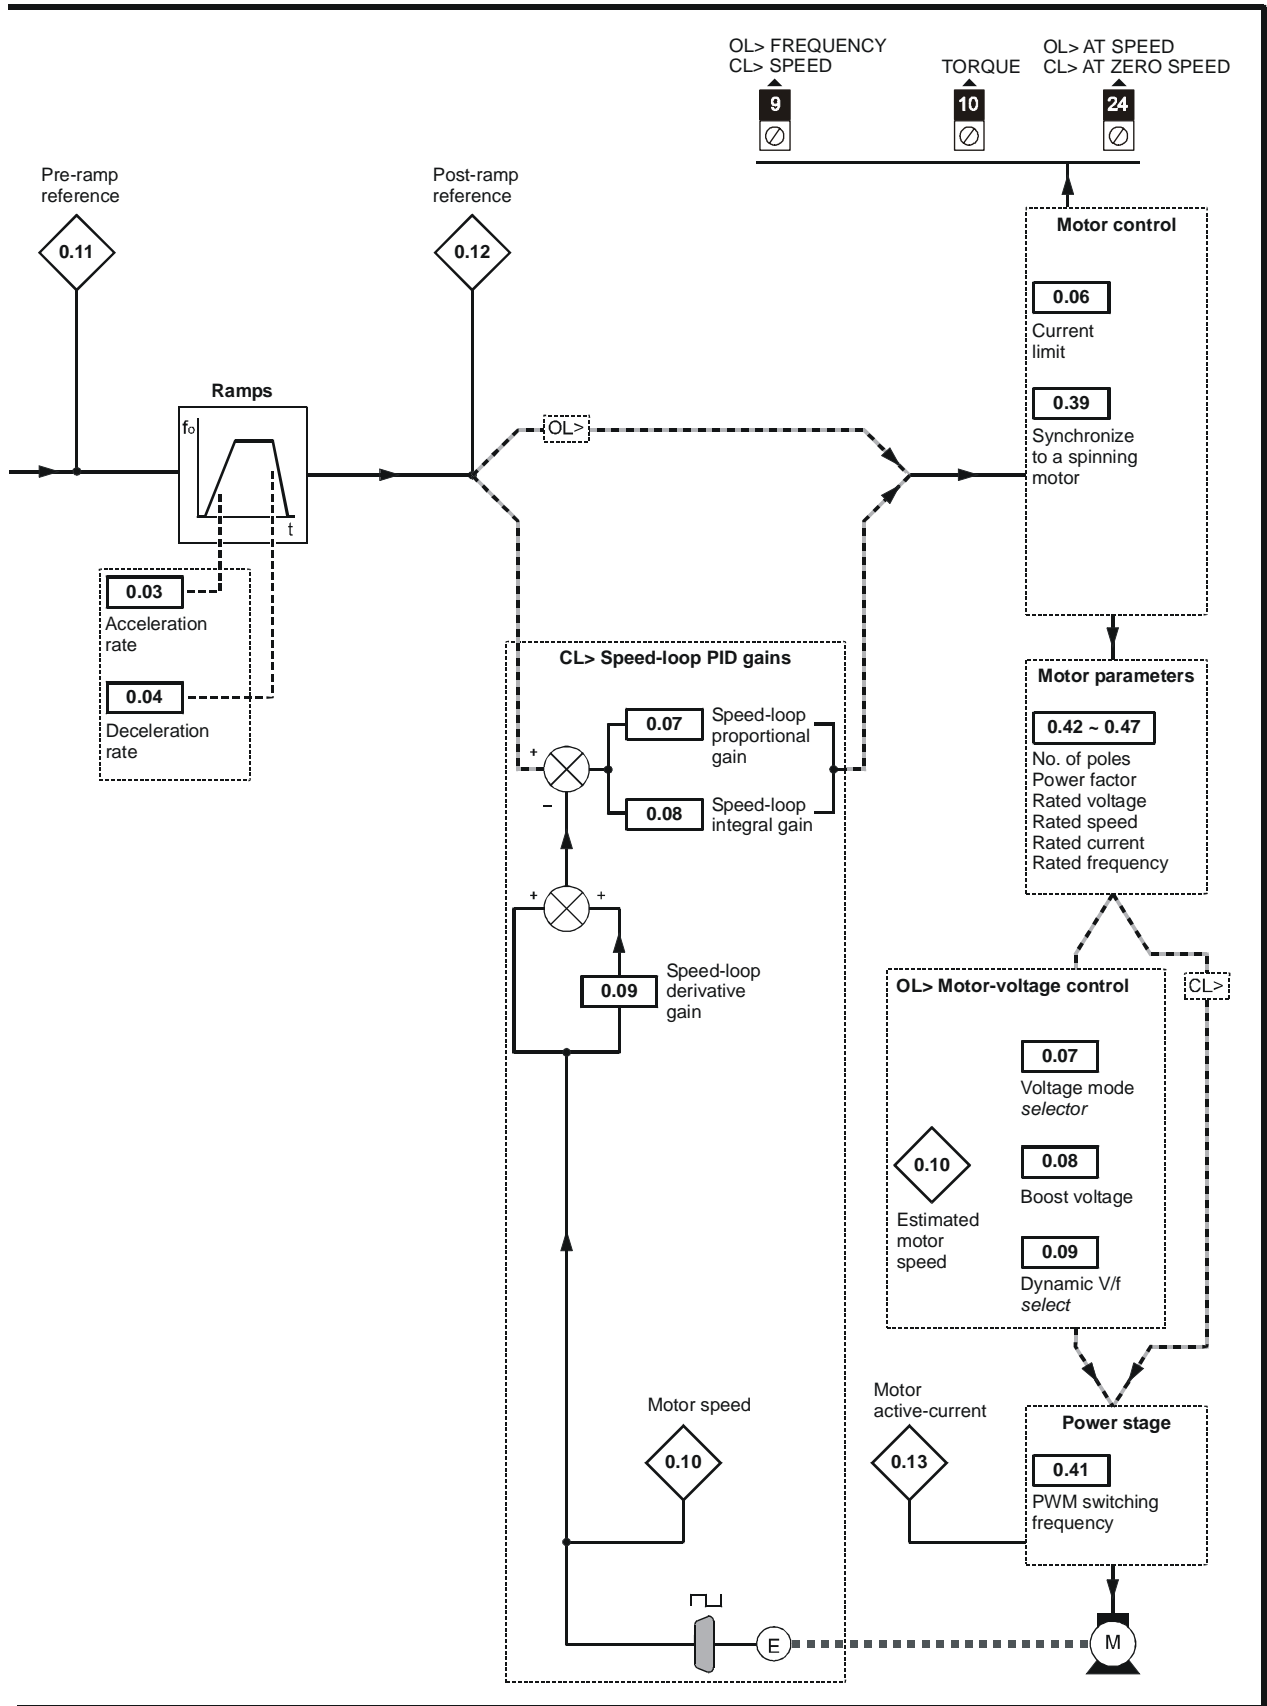 OL> FREQUENCY
CL> SPEED
TORQUE
OL> AT SPEED
CL> AT ZERO SPEED
9
10
24
Pre-ramp
reference
0.11
Post-ramp
reference
0.12
Motor control
0.06
Current
limit
0.39
Synchronize
to a spinning
motor
Ramps
fo
t
OL>
0.03
Acceleration
rate
0.04
Deceleration
rate
CL> Speed-loop PID gains
0.07
Speed-loop
proportional
gain
+
−
0.08
Speed-loop
integral gain
+
+
0.09
Speed-loop
derivative
gain
Motor parameters
0.42 ~ 0.47
No. of poles
Power factor
Rated voltage
Rated speed
Rated current
Rated frequency
OL> Motor-voltage control
CL>
0.07
Voltage mode
selector
0.10
Estimated
motor
speed
0.08
Boost voltage
0.09
Dynamic V/f
select
Motor speed
0.10
Motor
active-current
0.13
Power stage
0.41
PWM switching
frequency
E
M